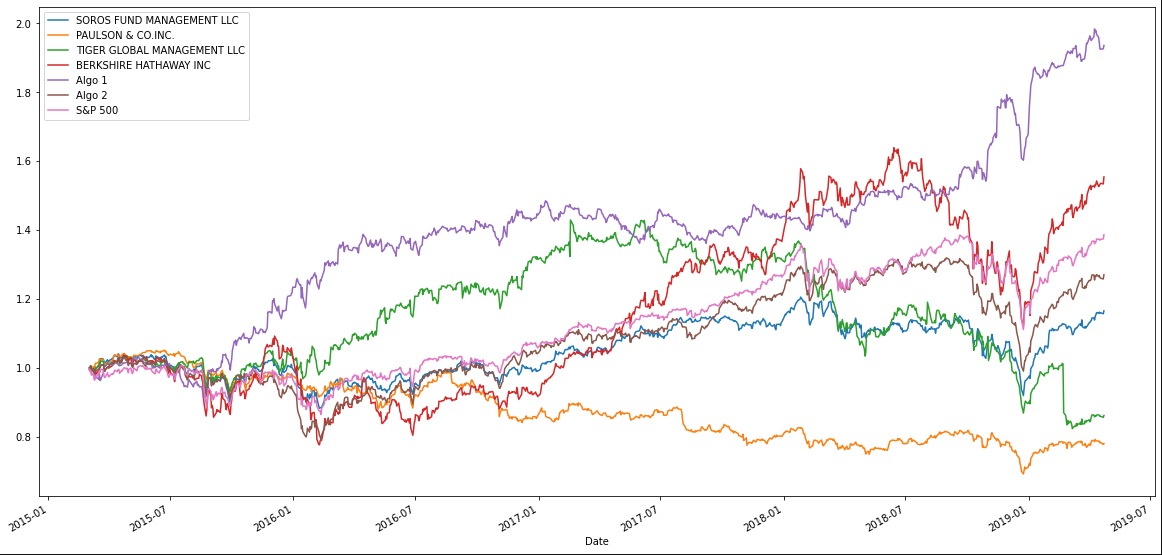 SOROS FUND MANAGEMENT LLC
PAULSON & CO.INC.
TIGER GLOBAL MANAGEMENT LLC
BERKSHIRE HATHAWAY INC
Algo 1
Algo 2
S&P 500
2.0
1.8
1.6
1.4
1.2
1.0
0.8
2015-01
2015-07
2016-01
2016-07
2017-01
2017-07
2018-01
2018-07
2019-01
2019-07
Date